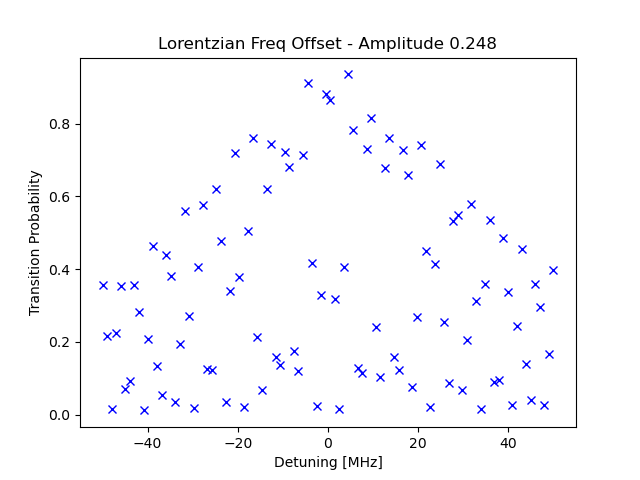 Lorentzian Freq Offset - Amplitude 0.248
Transition Probability
0.8
0.6
0.4
0.2
0.0
−40 −20 0 20 40
Detuning [MHz]